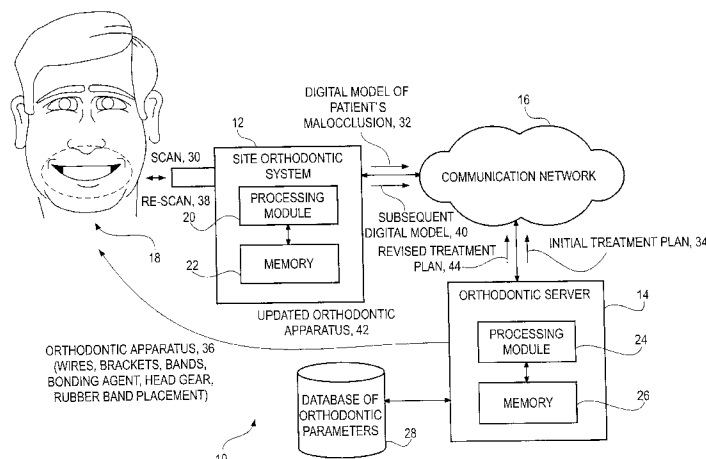 DIGITAL MODEL OF
PATIENT'S
MALOCCLUSION, 32
16
12
SCAN, 30
SITE ORTHODONTIC
SYSTEM
COMMUNICATION NETWORK
PROCESSING
MODULE
RE-SCAN, 38
20
SUBSEQUENT
DIGITAL MODEL, 40
18
22
MEMORY
REVISED TREATMENT
PLAN, 44
INITIAL TREATMENT PLAN, 34
ORTHODONTIC SERVER
14
UPDATED ORTHODONTIC
APPARATUS, 42
PROCESSING
MODULE
24
ORTHODONTIC APPARATUS, 36
(WIRES, BRACKETS, BANDS,
BONDING AGENT, HEAD GEAR,
RUBBER BAND PLACEMENT)
MEMORY
26
DATABASE OF
ORTHODONTIC
PARAMETERS
28